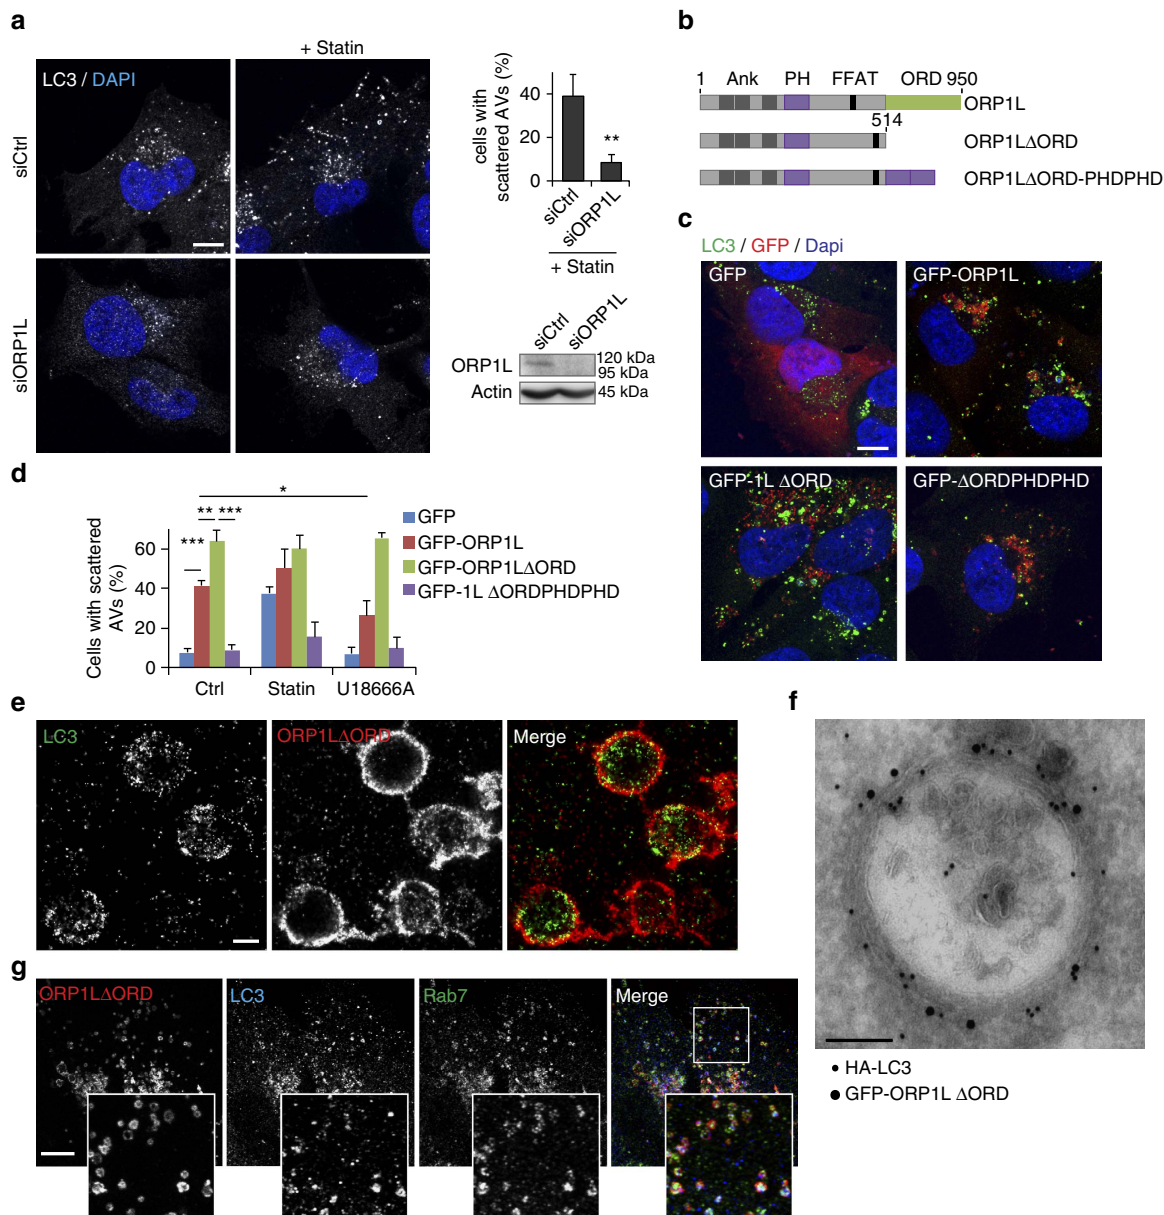 a
+ Statin
LC3 / DAPI
siCtrl
siORP1L
cells with
scattered AVs (%)
40
20
0
**
siCtrl
siORP1L
+ Statin
siCtrl
siORP1L
ORP1L
120 kDa
95 kDa
Actin
45 kDa
b
1 Ank PH FFAT ORD 950
ORP1L
514
ORP1LΔORD
ORP1LΔORD-PHDPHD
c
LC3 / GFP / Dapi
GFP
GFP-ORP1L
GFP-1L ΔORD
GFP-ΔORDPHDPHD
d
Cells with scattered
AVs (%)
60
40
20
0
*
** ***
***
GFP
GFP-ORP1L
GFP-ORP1LΔORD
GFP-1L ΔORDPHDPHD
Ctrl Statin U18666A
e
LC3
ORP1LΔORD
Merge
f
HA-LC3
GFP-ORP1L ΔORD
g
ORP1LΔORD
LC3
Rab7
Merge